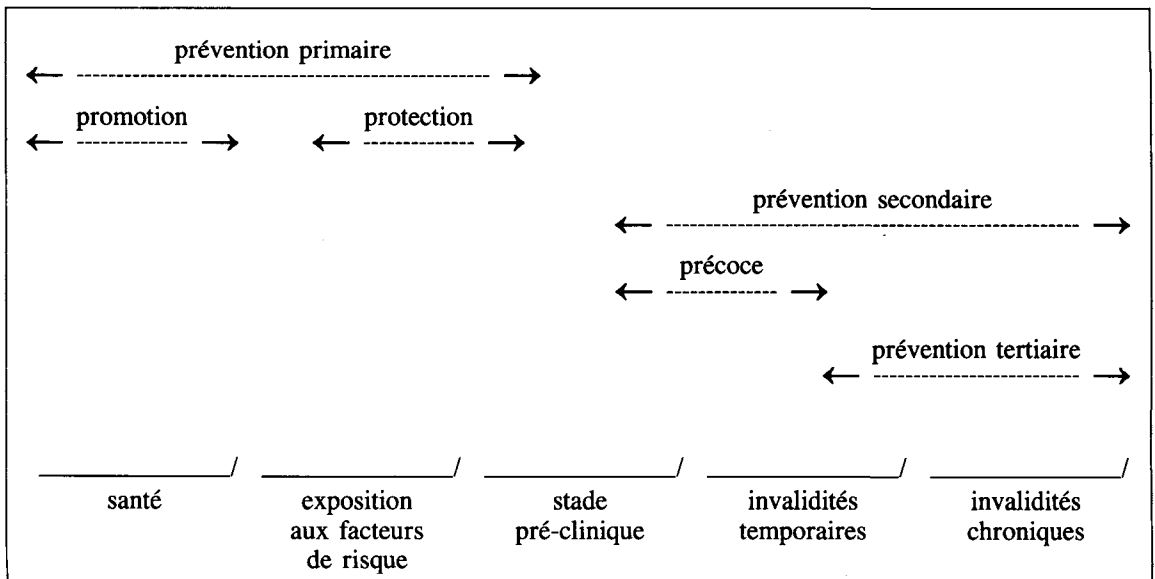 prévention primaire
promotion protection
prévention secondaire
précoce
prévention tertiaire
santé exposition stade invalidités invalidités
aux facteurs pré-clinique temporaires chroniques
de risque